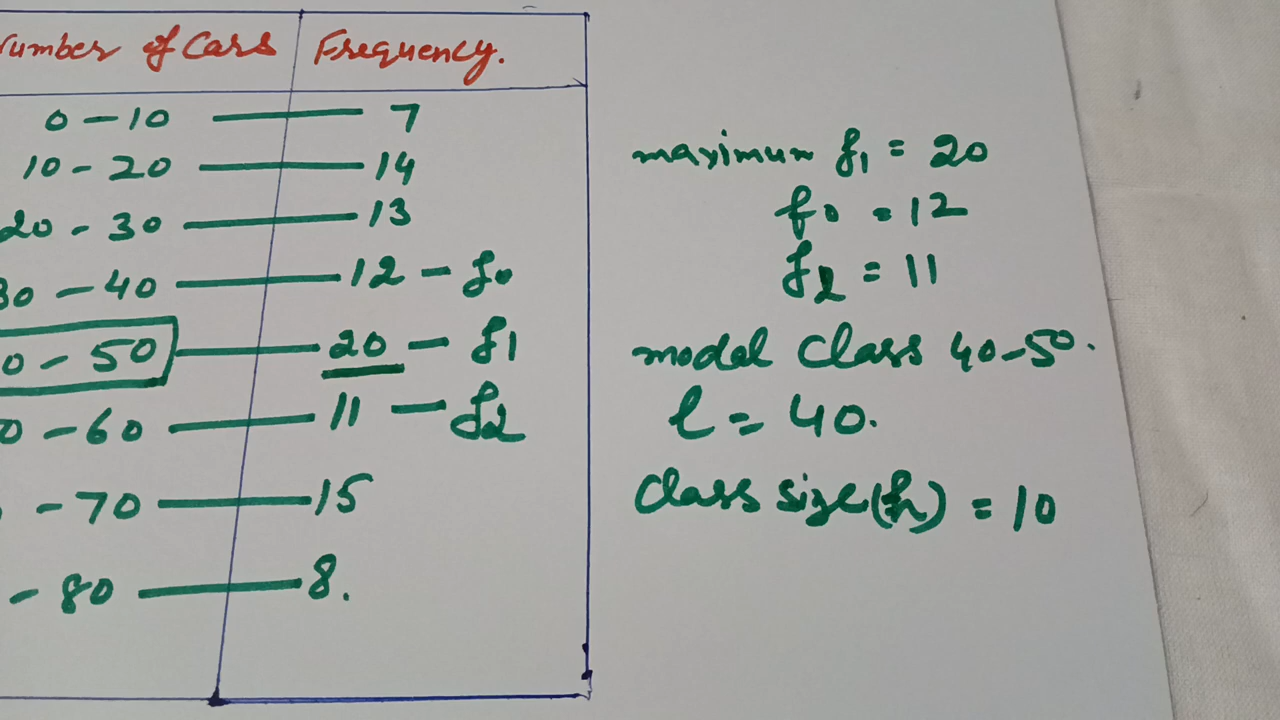 Number of Cars Frequency.
0-10 — 7
10-20 — 14
20-30 — 13
30-40 — 12 - f0
0-50 — 20 - f1
0-60 — 11 - f2
-70 — 15
-80 — 8.
maximum f1 = 20
f0 = 12
f2 = 11
modal Class 40-50.
l = 40.
Class size(h) = 10